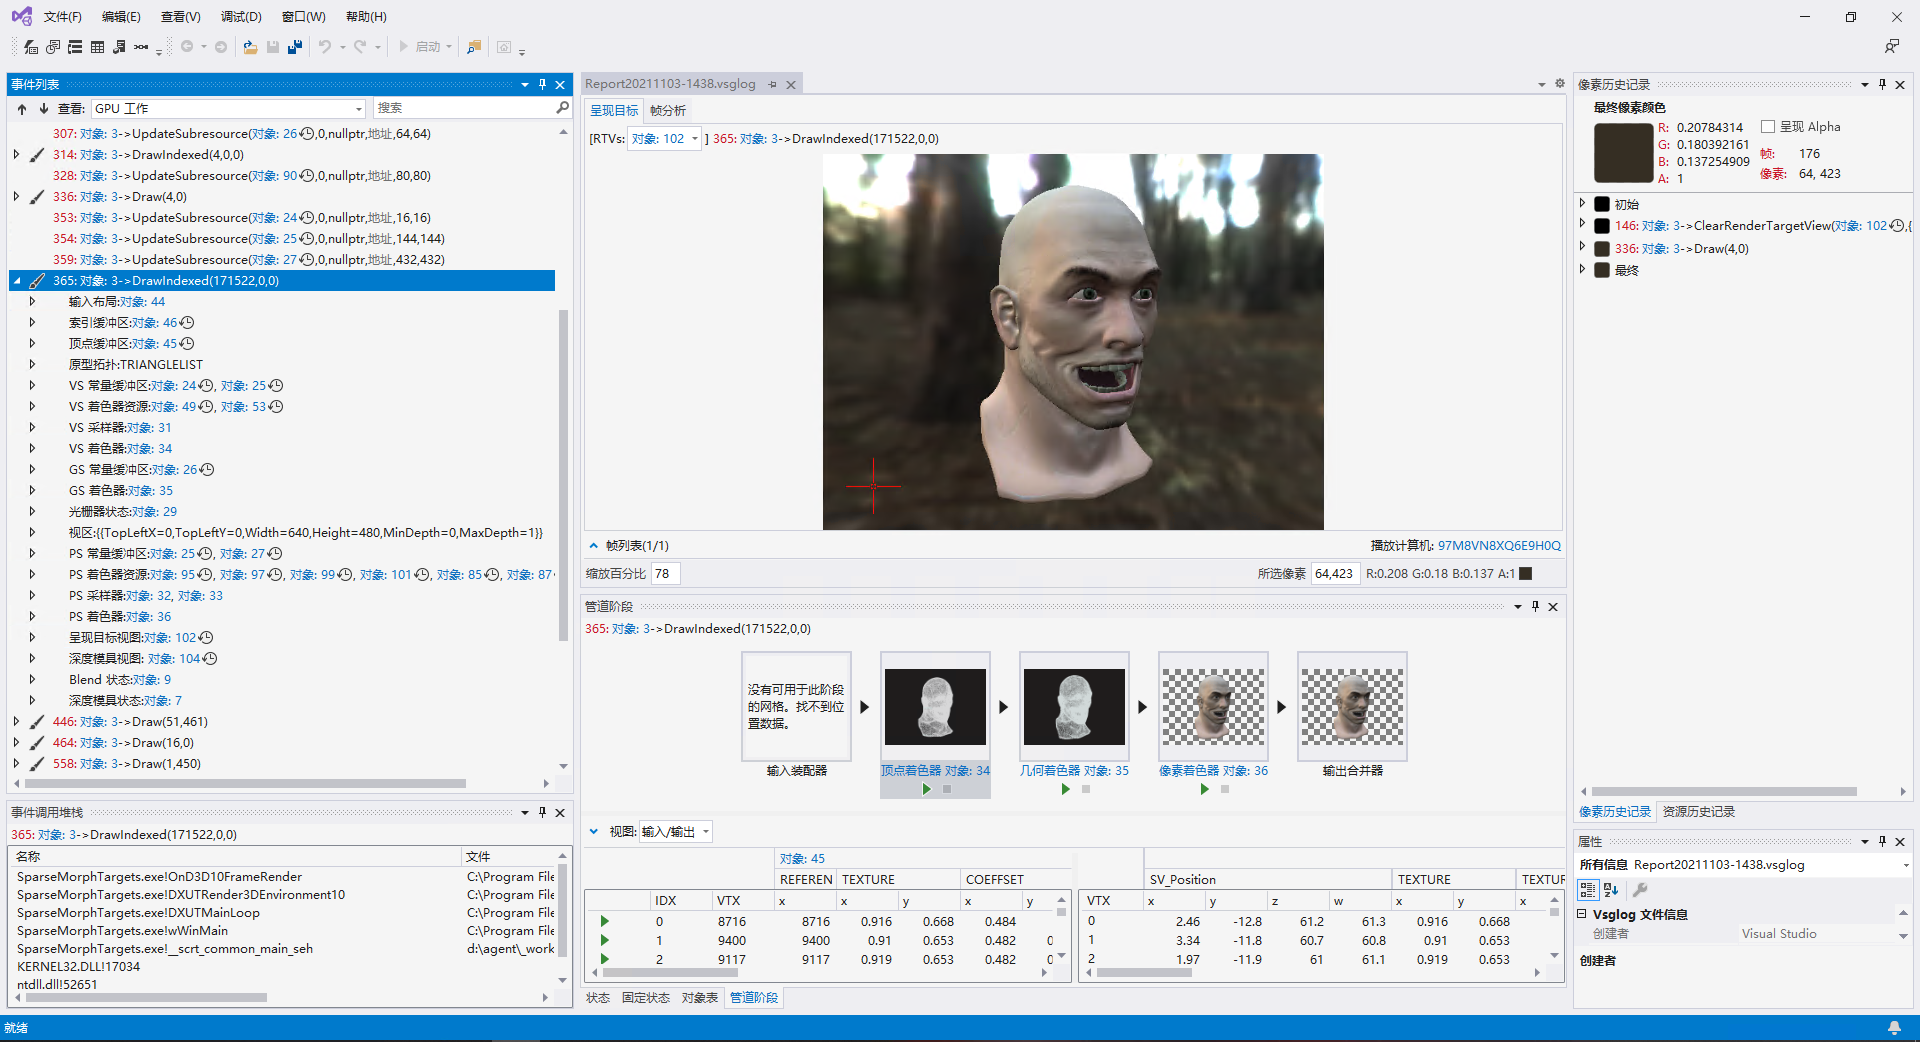 文件(F) 编辑(E) 查看(V) 调试(D) 窗口(W) 帮助(H)
启动
事件列表
查看: GPU 工作 搜索
307: 对象: 3->UpdateSubresource(对象: 26,0,nullptr,地址,64,64)
314: 对象: 3->DrawIndexed(4,0,0)
328: 对象: 3->UpdateSubresource(对象: 90,0,nullptr,地址,80,80)
336: 对象: 3->Draw(4,0)
353: 对象: 3->UpdateSubresource(对象: 24,0,nullptr,地址,16,16)
354: 对象: 3->UpdateSubresource(对象: 25,0,nullptr,地址,144,144)
359: 对象: 3->UpdateSubresource(对象: 27,0,nullptr,地址,432,432)
365: 对象: 3->DrawIndexed(171522,0,0)
输入布局:对象: 44
索引缓冲区:对象: 46
顶点缓冲区:对象: 45
原型拓扑:TRIANGLELIST
VS 常量缓冲区:对象: 24, 对象: 25
VS 着色器资源:对象: 49, 对象: 53
VS 采样器:对象: 31
VS 着色器:对象: 34
GS 常量缓冲区:对象: 26
GS 着色器:对象: 35
光栅器状态:对象: 29
视区:{{TopLeftX=0,TopLeftY=0,Width=640,Height=480,MinDepth=0,MaxDepth=1}}
PS 常量缓冲区:对象: 25, 对象: 27
PS 着色器资源:对象: 95, 对象: 97, 对象: 99, 对象: 101, 对象: 85, 对象: 87
PS 采样器:对象: 32, 对象: 33
PS 着色器:对象: 36
呈现目标视图:对象: 102
深度模具视图: 对象: 104
Blend 状态:对象: 9
深度模具状态:对象: 7
446: 对象: 3->Draw(51,461)
464: 对象: 3->Draw(16,0)
558: 对象: 3->Draw(1,450)
事件调用堆栈
365: 对象: 3->DrawIndexed(171522,0,0)
名称 文件
SparseMorphTargets.exe!OnD3D10FrameRender C:\Program File
SparseMorphTargets.exe!DXUTRender3DEnvironment10 C:\Program File
SparseMorphTargets.exe!DXUTMainLoop C:\Program File
SparseMorphTargets.exe!wWinMain C:\Program File
SparseMorphTargets.exe!__scrt_common_main_seh d:\agent\_work
KERNEL32.DLL!17034
ntdll.dll!52651
Report20211103-1438.vsglog
呈现目标 帧分析
[RTVs: 对象: 102 ] 365: 对象: 3->DrawIndexed(171522,0,0)
帧列表(1/1) 播放计算机: 97M8VN8XQ6E9H0Q
缩放百分比 78 所选像素 64,423 R:0.208 G:0.18 B:0.137 A:1
管道阶段
365: 对象: 3->DrawIndexed(171522,0,0)
没有可用于此阶段
的网格。找不到位
置数据。
输入装配器 顶点着色器 对象: 34 几何着色器 对象: 35 像素着色器 对象: 36 输出合并器
视图: 输入/输出
对象: 45
REFEREN TEXTURE COEFFSET SV_Position TEXTURE TEXTUR
IDX VTX x x y x y VTX x y z w x y x
0 8716 8716 0.916 0.668 0.484 0 2.46 -12.8 61.2 61.3 0.916 0.668
1 9400 9400 0.91 0.653 0.482 0 1 3.34 -11.8 60.7 60.8 0.91 0.653
2 9117 9117 0.919 0.653 0.482 0 2 1.97 -11.9 61 61.1 0.919 0.653
状态 固定状态 对象表 管道阶段
像素历史记录
最终像素颜色
R: 0.20784314 呈现 Alpha
G: 0.180392161
B: 0.137254909
A: 1
帧: 176
像素: 64, 423
初始
146: 对象: 3->ClearRenderTargetView(对象: 102,{
336: 对象: 3->Draw(4,0)
最终
像素历史记录 资源历史记录
属性
所有信息 Report20211103-1438.vsglog
Vsglog 文件信息
创建者 Visual Studio
创建者
就绪